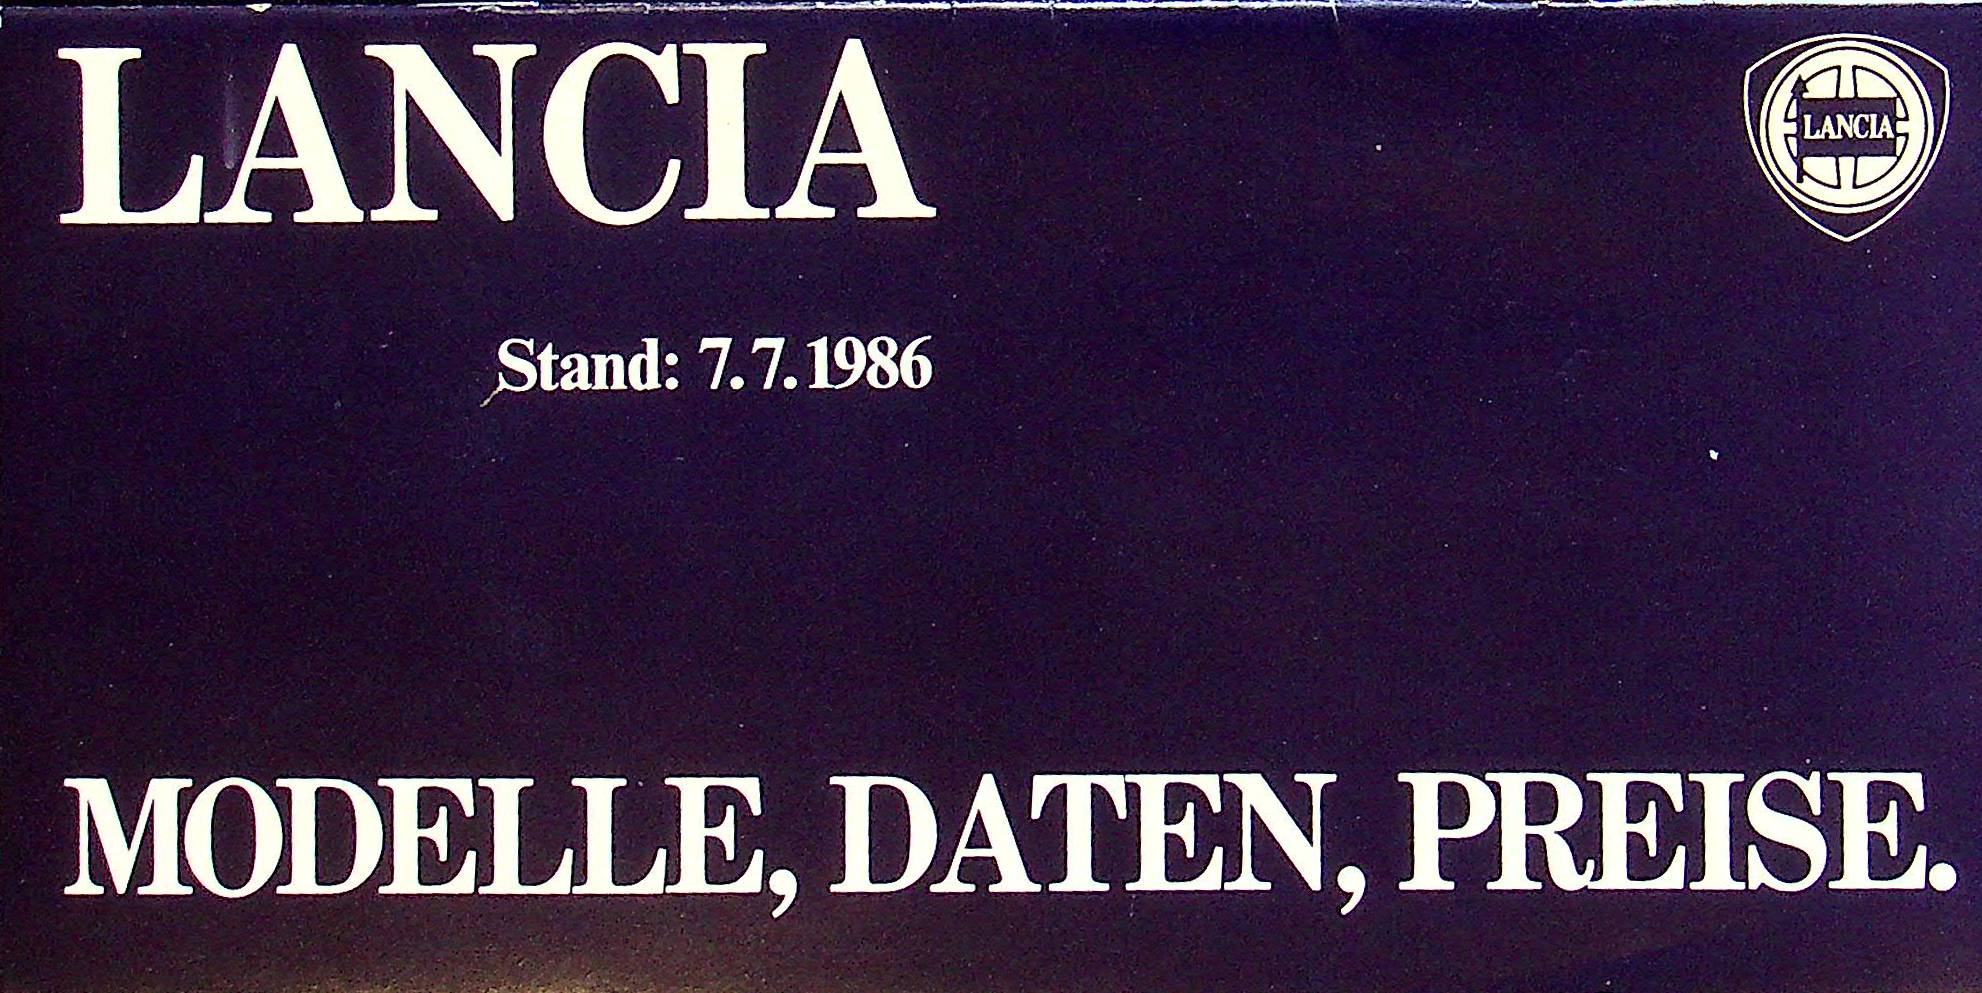 LANCIA
LANCIA
Stand: 7.7.1986
MODELLE, DATEN, PREISE.